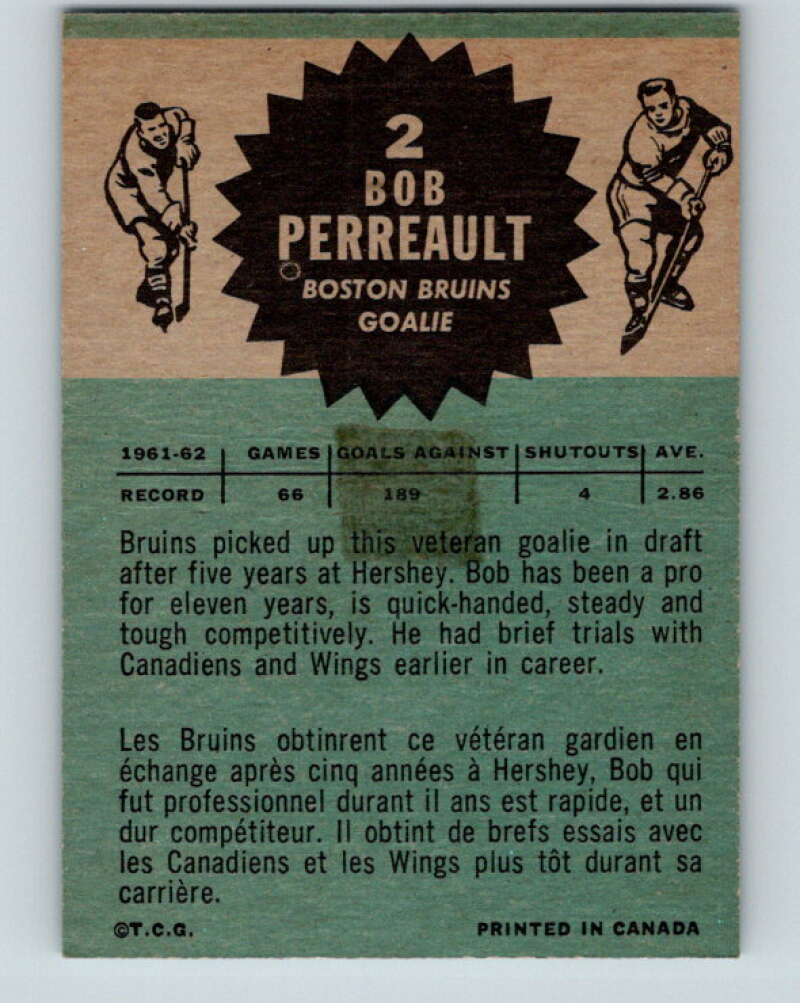 2
BOB
PERREAULT
BOSTON BRUINS
GOALIE
1961-62 GAMES GOALS AGAINST SHUTOUTS AVE.
RECORD 66 189 4 2.86
Bruins picked up this veteran goalie in draft
after five years at Hershey. Bob has been a pro
for eleven years, is quick-handed, steady and
tough competitively. He had brief trials with
Canadiens and Wings earlier in career.
Les Bruins obtinrent ce vétéran gardien en
échange après cinq années à Hershey, Bob qui
fut professionnel durant il ans est rapide, et un
dur compétiteur. Il obtint de brefs essais avec
les Canadiens et les Wings plus tôt durant sa
carrière.
©T.C.G. PRINTED IN CANADA